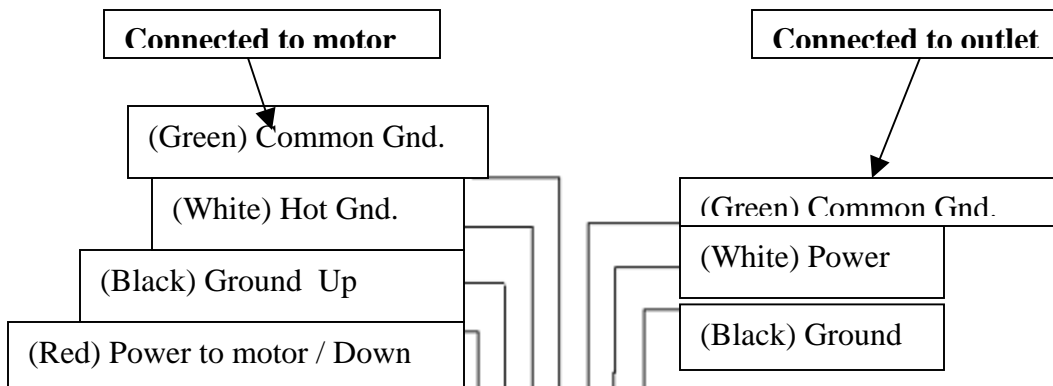 Connected to motor
Connected to outlet
(Green) Common Gnd.
(White) Hot Gnd.
(Black) Ground Up
(Red) Power to motor / Down
(Green) Common Gnd.
(White) Power
(Black) Ground